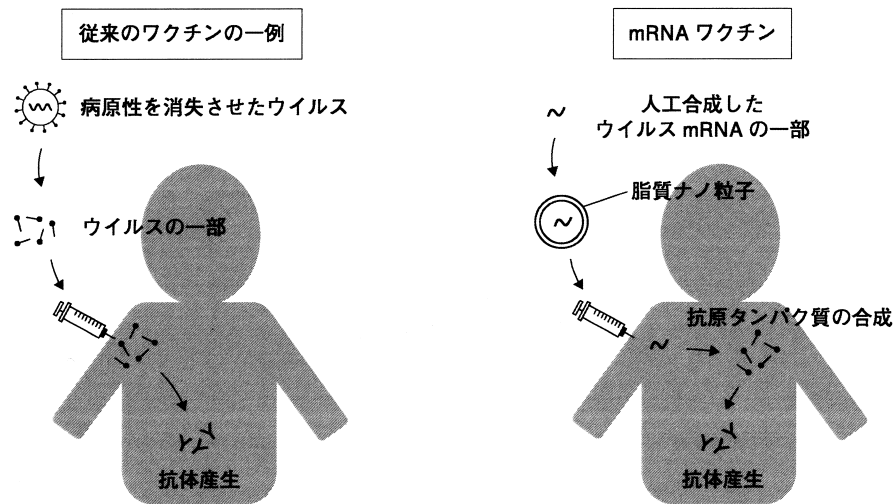 従来のワクチンの一例
病原性を消失させたウイルス
ウイルスの一部
抗体産生
mRNA ワクチン
人工合成した
ウイルス mRNA の一部
脂質ナノ粒子
抗原タンパク質の合成
抗体産生